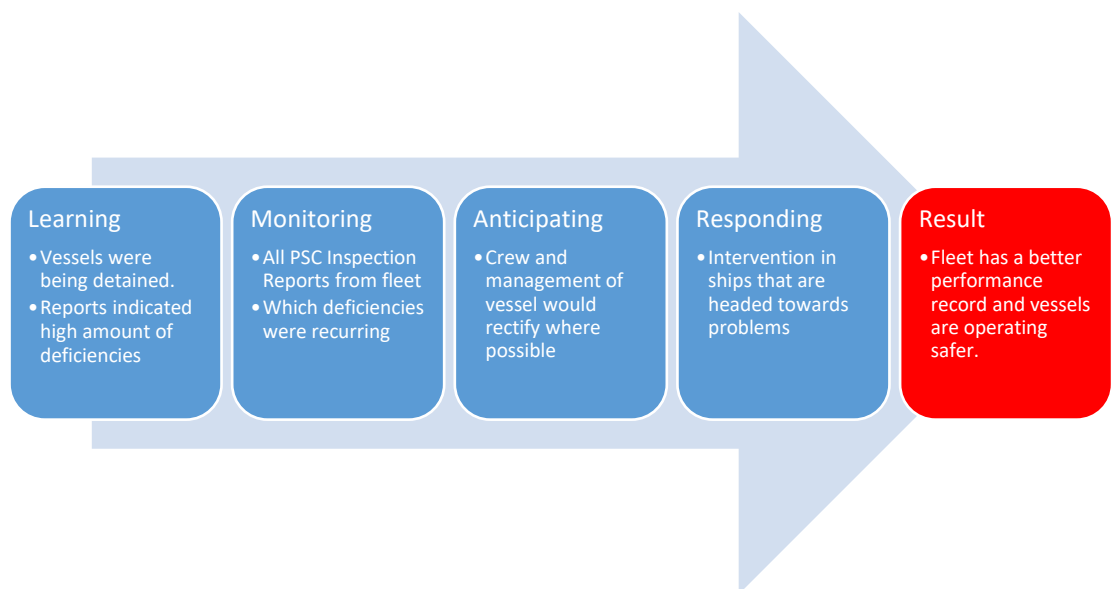 Learning
•Vessels were
being detained.
•Reports indicated
high amount of
deficiencies
Monitoring
•All PSC Inspection
Reports from fleet
•Which deficiencies
were recurring
Anticipating
•Crew and
management of
vessel would
rectify where
possible
Responding
•Intervention in
ships that are
headed towards
problems
Result
•Fleet has a better
performance
record and vessels
are operating
safer.